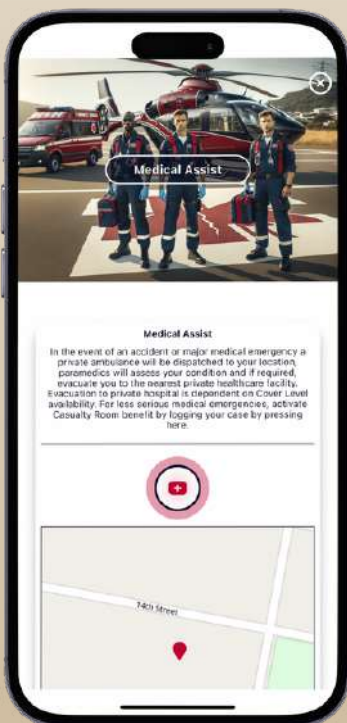 Medical Assist
Medical Assist
In the event of an accident or major medical emergency a
private ambulance will be dispatched to your location,
paramedics will assess your condition and if required,
evacuate you to the nearest private healthcare facility.
Evacuation to private hospital is dependent on Cover Level
availability. For less serious medical emergencies, activate
Casualty Room benefit by logging your case by pressing
here.
14th Street